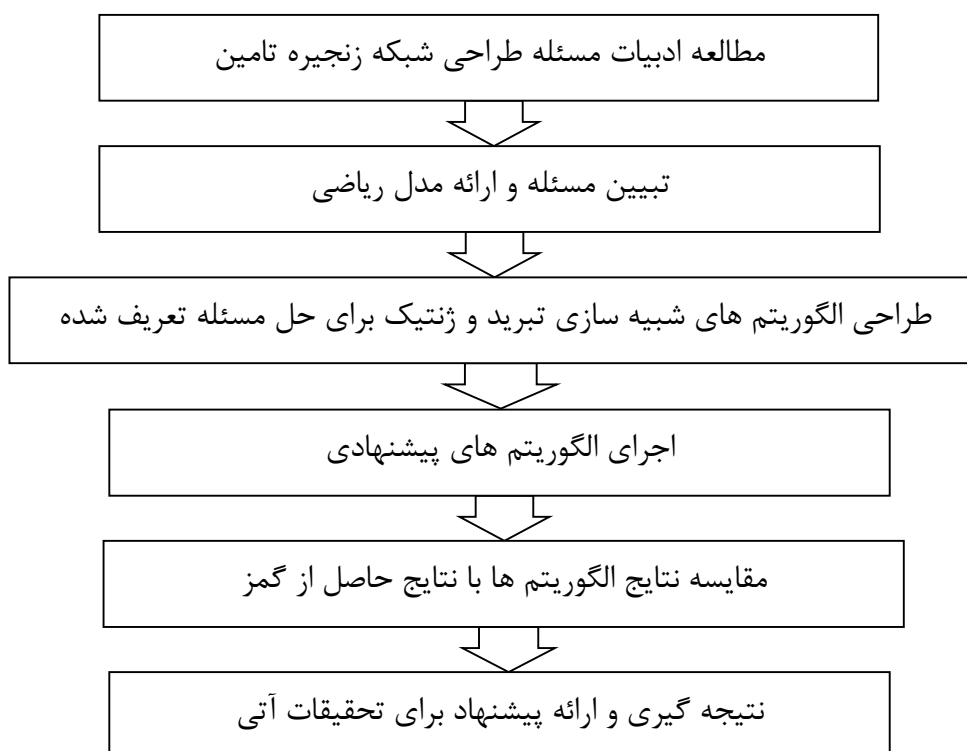 مطالعه ادبیات مسئله طراحی شبکه زنجیره تامین
تبیین مسئله و ارائه مدل ریاضی
طراحی الگوریتم های شبیه سازی تبرید و ژنتیک برای حل مسئله تعریف شده
اجرای الگوریتم های پیشنهادی
مقایسه نتایج الگوریتم ها با نتایج حاصل از گمز
نتیجه گیری و ارائه پیشنهاد برای تحقیقات آتی